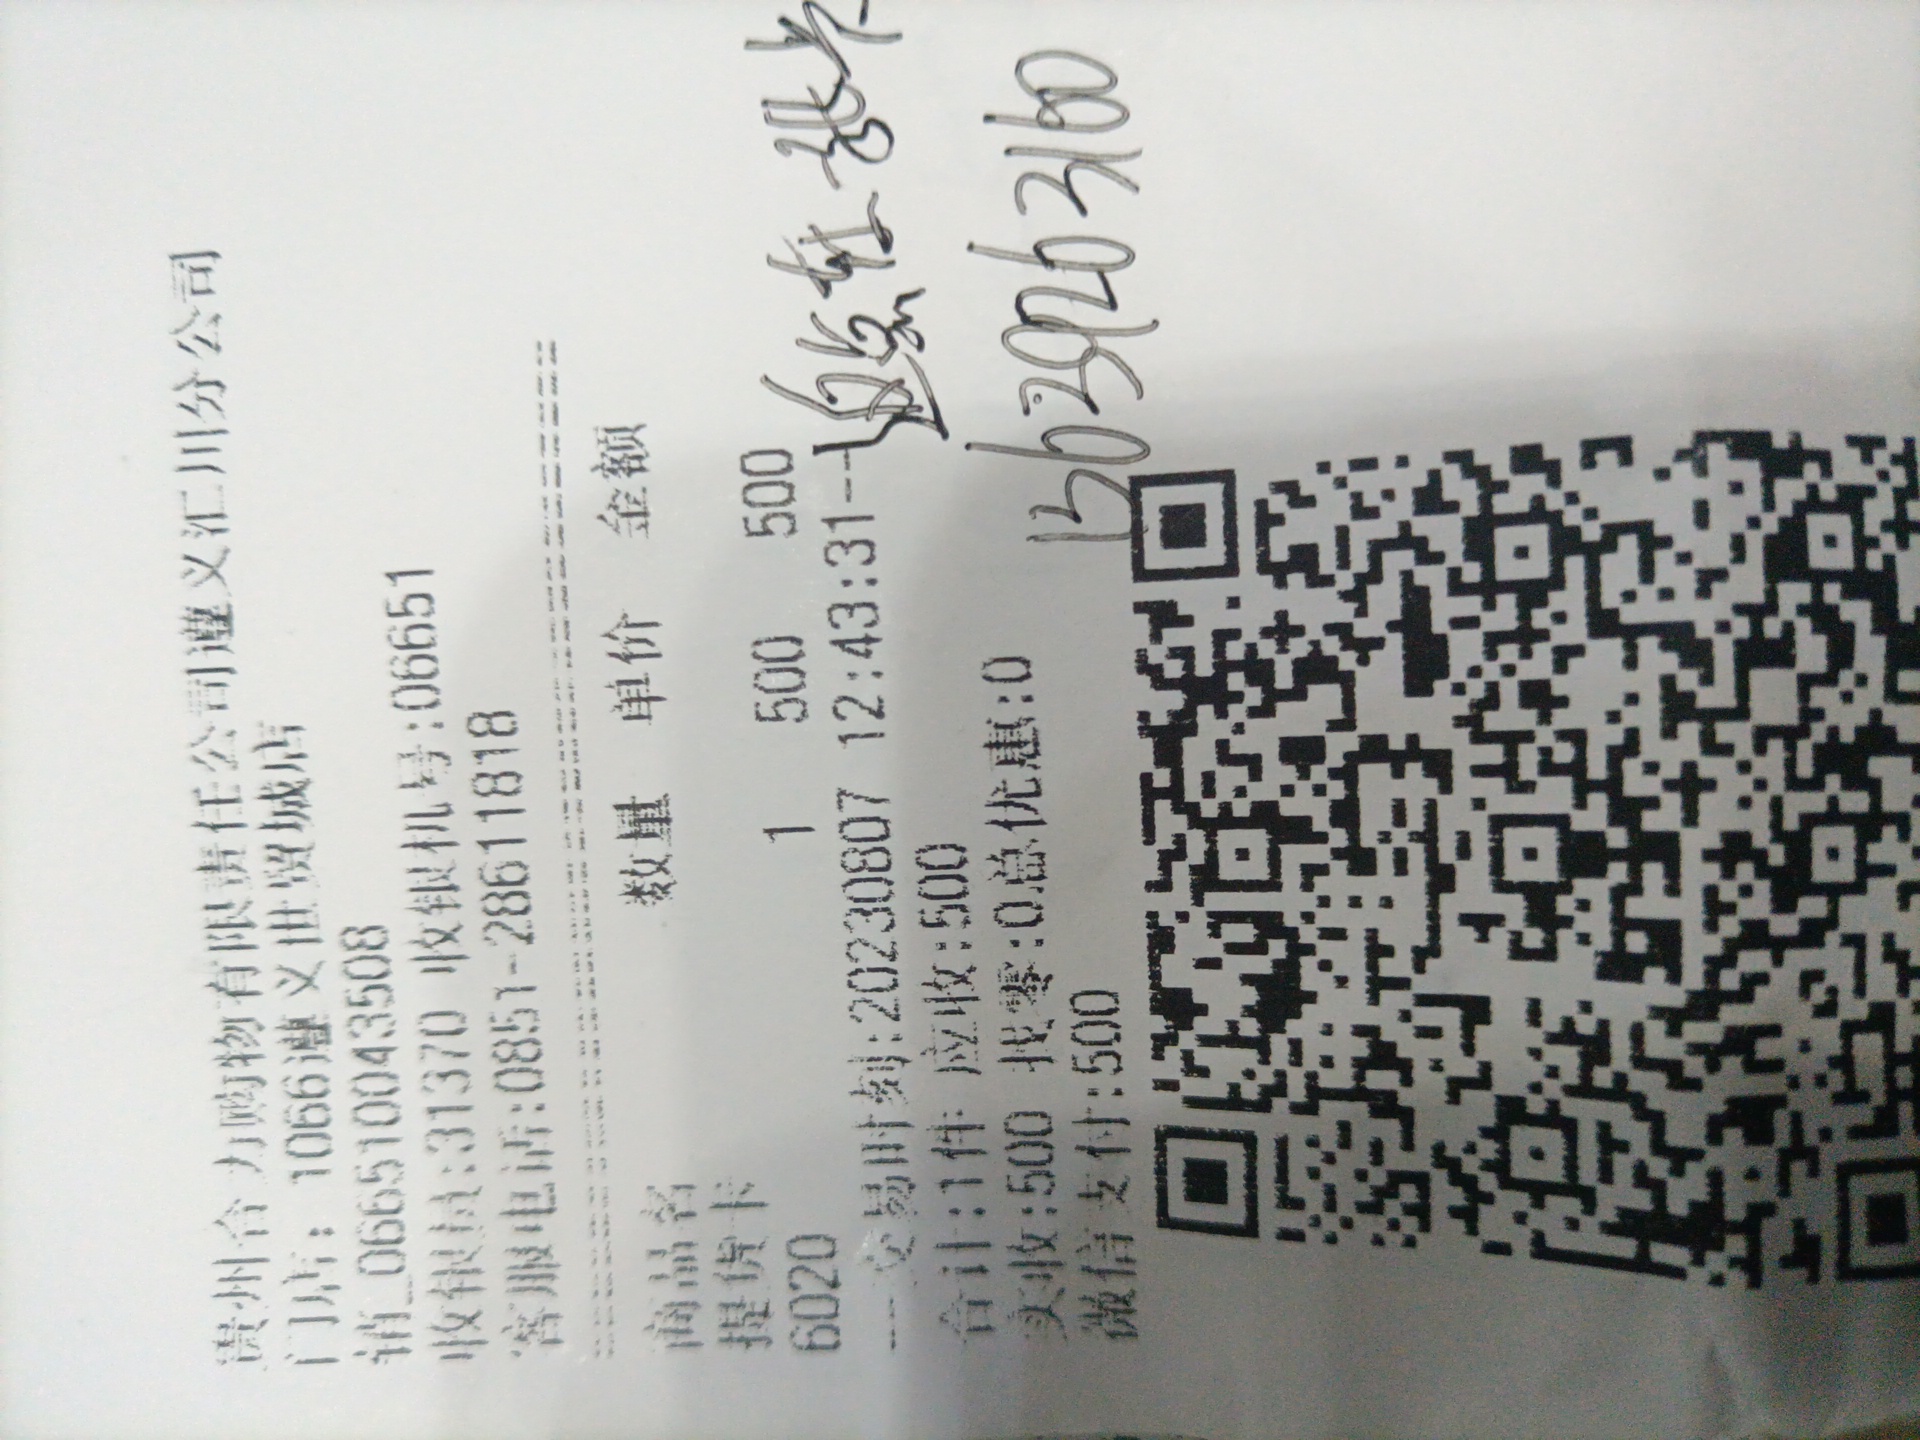 贵州合力购物有限责任公司遵义汇川分公司
门店：1066遵义世贸城店
销_066510043508
收银员:31370 收银机号:06651
客服电话:0851-28611818
商品名 数量 单价 金额
提货卡
6020 1 500 500
---交易时刻:20230807 12:43:31--
合计:1件 应收:500
实收:500 找零:0总优惠:0
微信支付:500